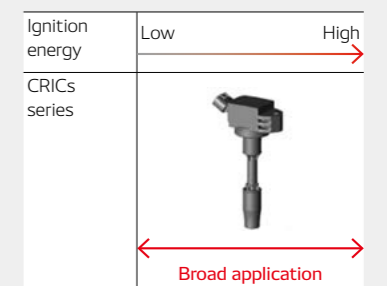 Ignition
energy
Low High
CRICs
series
Broad application